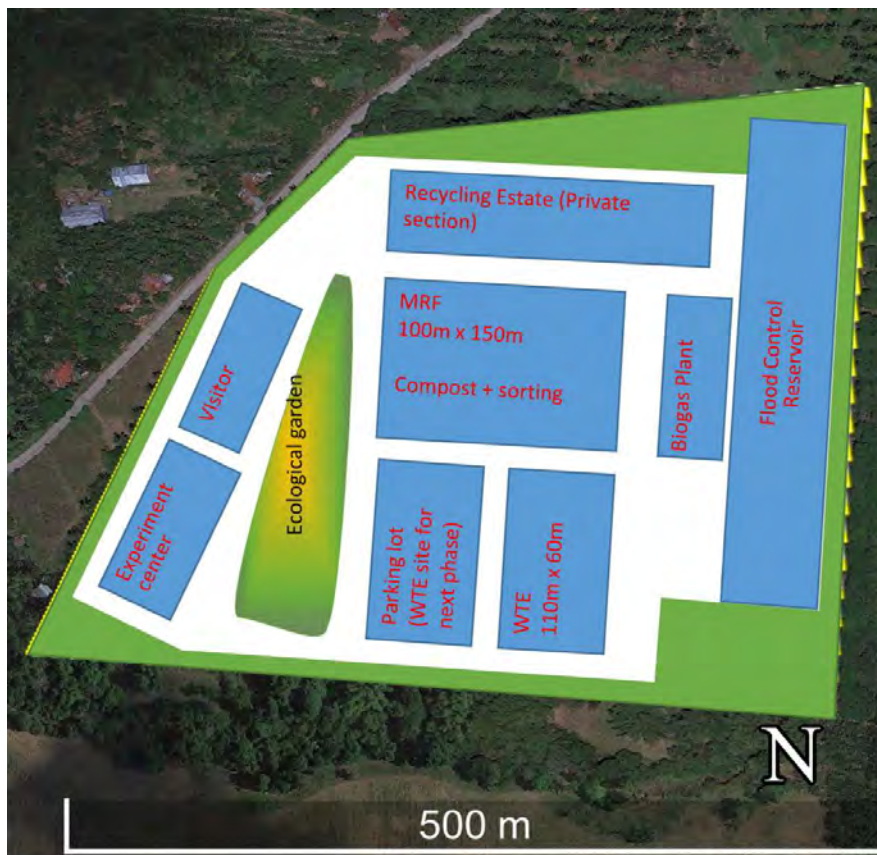 Recycling Estate (Private
section)
MRF
100m x 150m
Compost + sorting
Visitor
Ecological garden
Biogas Plant
Flood Control
Reservoir
Experiment
center
Parking lot
(WTE site for
next phase)
WTE
110m x 60m
N
500 m